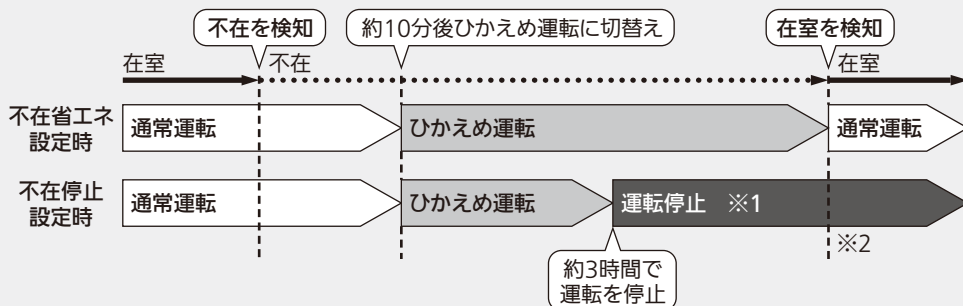 不在を検知
約10分後ひかえめ運転に切替え
在室を検知
在室
不在
在室
不在省エネ
設定時
通常運転
ひかえめ運転
通常運転
不在停止
設定時
通常運転
ひかえめ運転
運転停止 ※1
※2
約3時間で
運転を停止